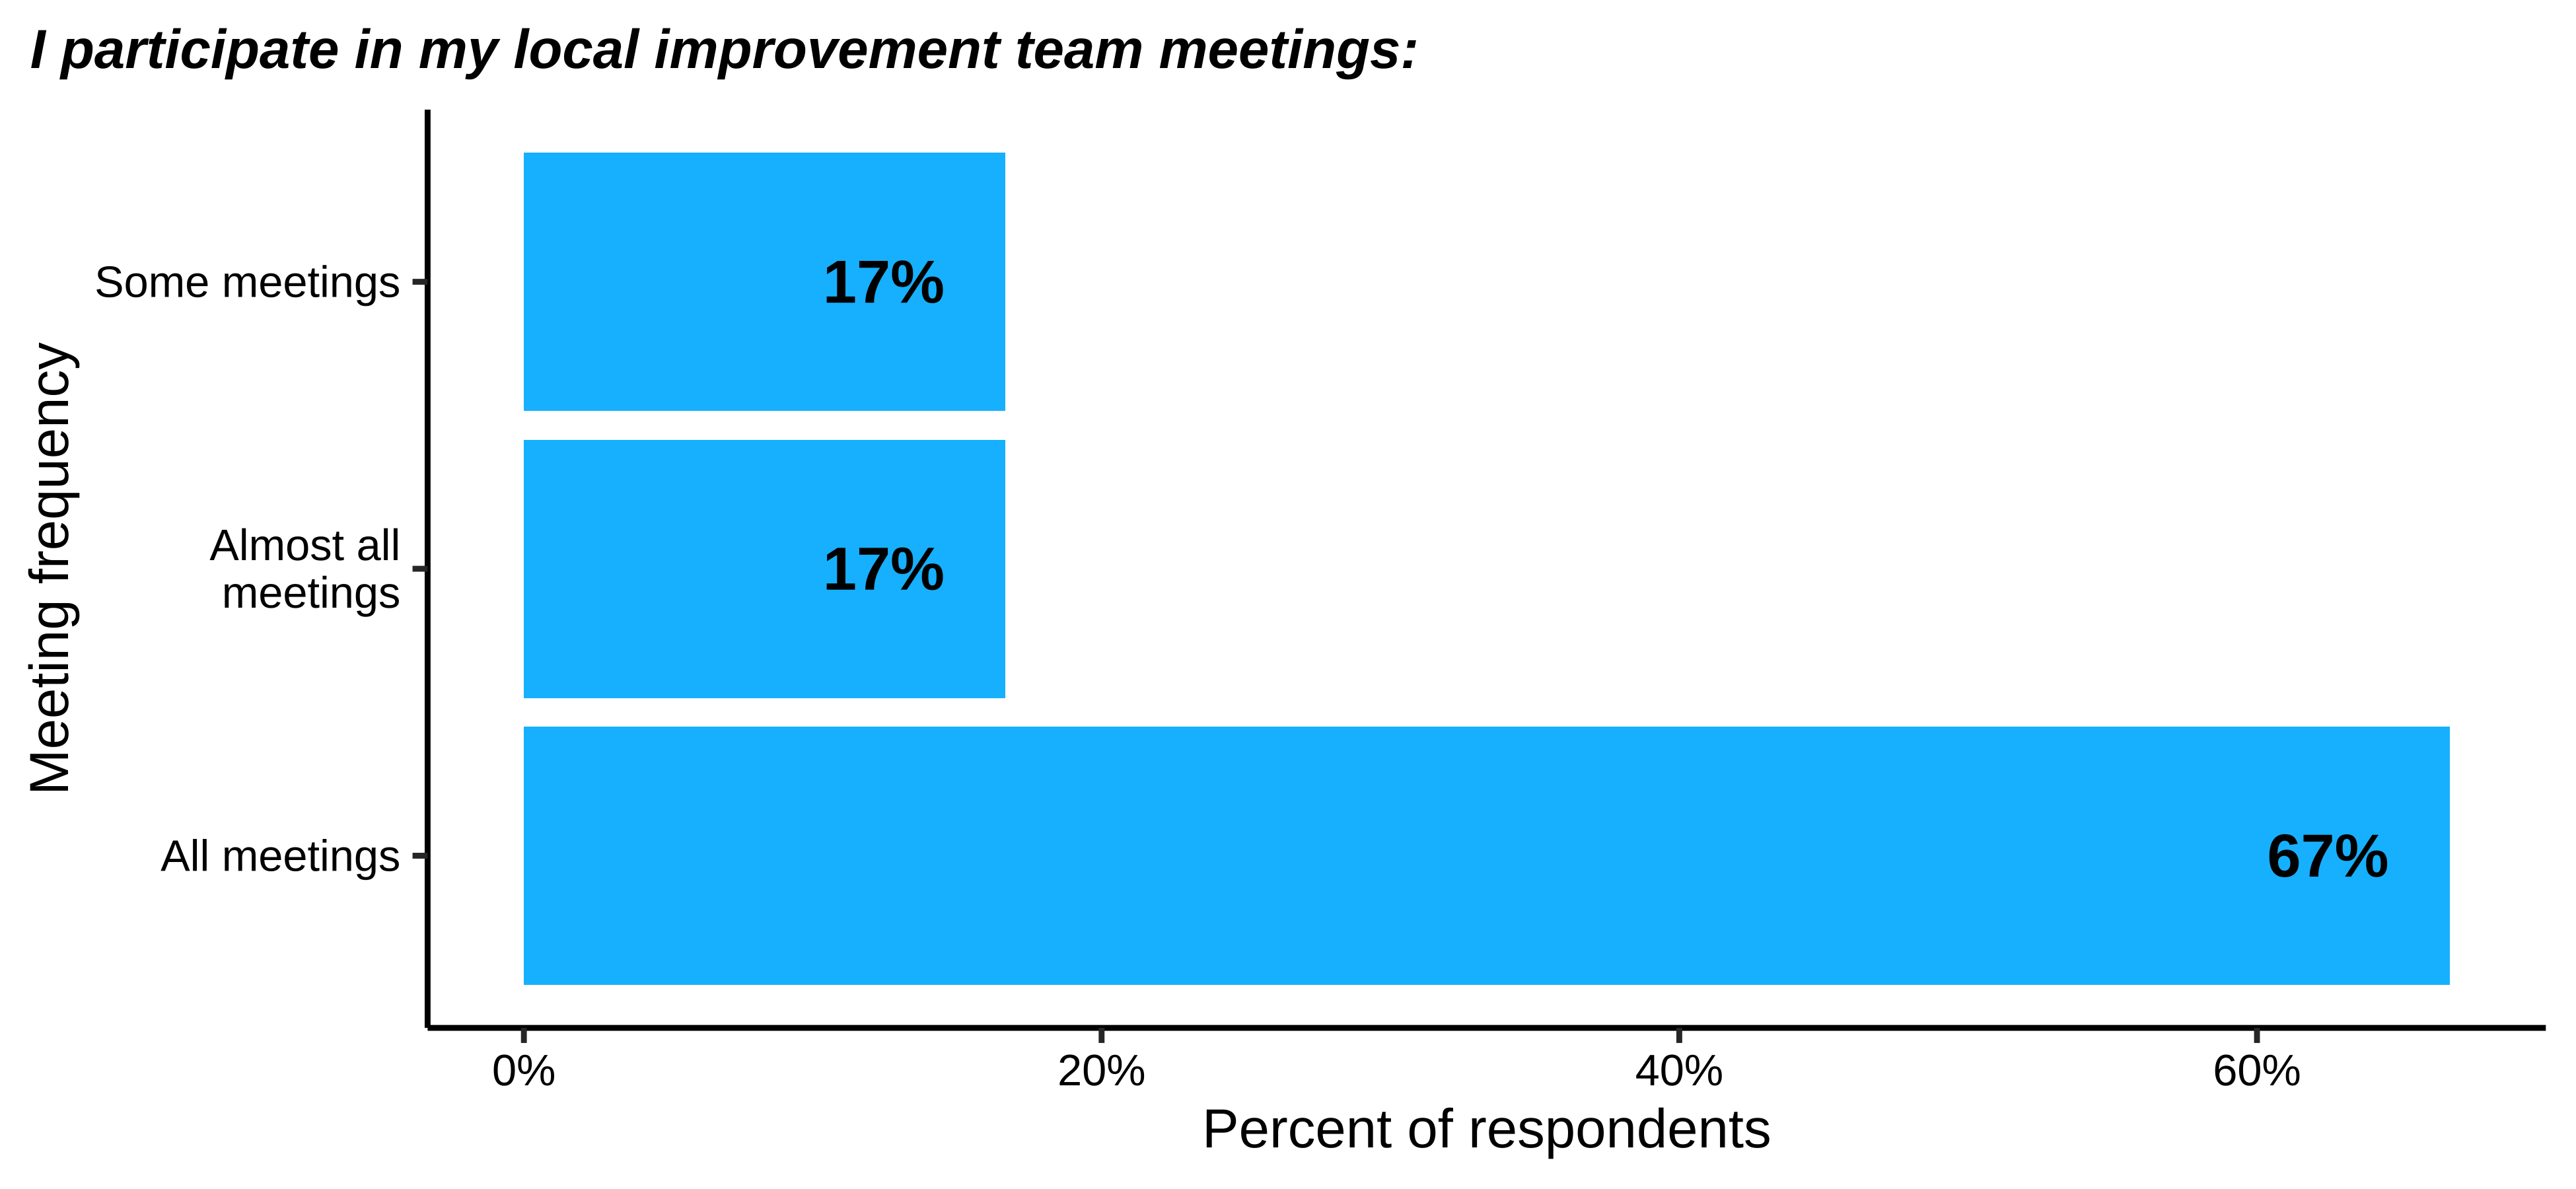 I participate in my local improvement team meetings:
Meeting frequency
Some meetings
17%
Almost all
meetings
17%
All meetings
67%
0% 20% 40% 60%
Percent of respondents